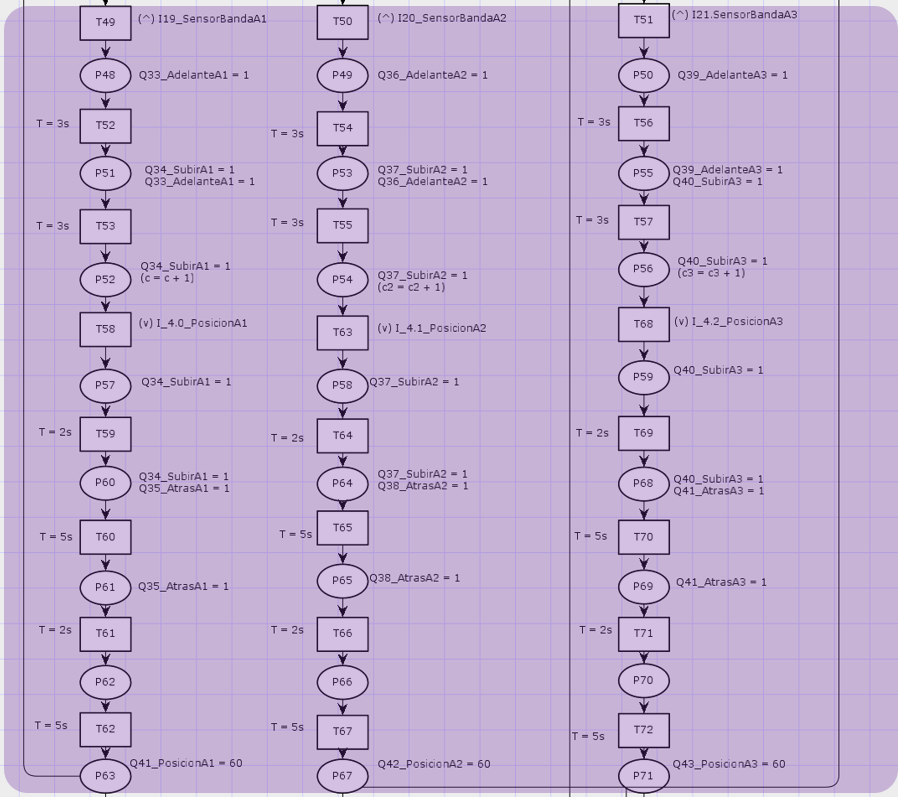 T49
(^) I19_SensorBandaA1
P48
Q33_AdelanteA1 = 1
T = 3s
T52
P51
Q34_SubirA1 = 1
Q33_AdelanteA1 = 1
T = 3s
T53
P52
Q34_SubirA1 = 1
(c = c + 1)
T58
(v) I_4.0_PosicionA1
P57
Q34_SubirA1 = 1
T = 2s
T59
P60
Q34_SubirA1 = 1
Q35_AtrasA1 = 1
T = 5s
T60
P61
Q35_AtrasA1 = 1
T = 2s
T61
P62
T = 5s
T62
P63
Q41_PosicionA1 = 60
T50
(^) I20_SensorBandaA2
P49
Q36_AdelanteA2 = 1
T = 3s
T54
P53
Q37_SubirA2 = 1
Q36_AdelanteA2 = 1
T = 3s
T55
P54
Q37_SubirA2 = 1
(c2 = c2 + 1)
T63
(v) I_4.1_PosicionA2
P58
Q37_SubirA2 = 1
T = 2s
T64
P64
Q37_SubirA2 = 1
Q38_AtrasA2 = 1
T = 5s
T65
P65
Q38_AtrasA2 = 1
T = 2s
T66
P66
T = 5s
T67
P67
Q42_PosicionA2 = 60
T51
(^) I21.SensorBandaA3
P50
Q39_AdelanteA3 = 1
T = 3s
T56
P55
Q39_AdelanteA3 = 1
Q40_SubirA3 = 1
T = 3s
T57
P56
Q40_SubirA3 = 1
(c3 = c3 + 1)
T68
(v) I_4.2_PosicionA3
P59
Q40_SubirA3 = 1
T = 2s
T69
P68
Q40_SubirA3 = 1
Q41_AtrasA3 = 1
T = 5s
T70
P69
Q41_AtrasA3 = 1
T = 2s
T71
P70
T = 5s
T72
P71
Q43_PosicionA3 = 60